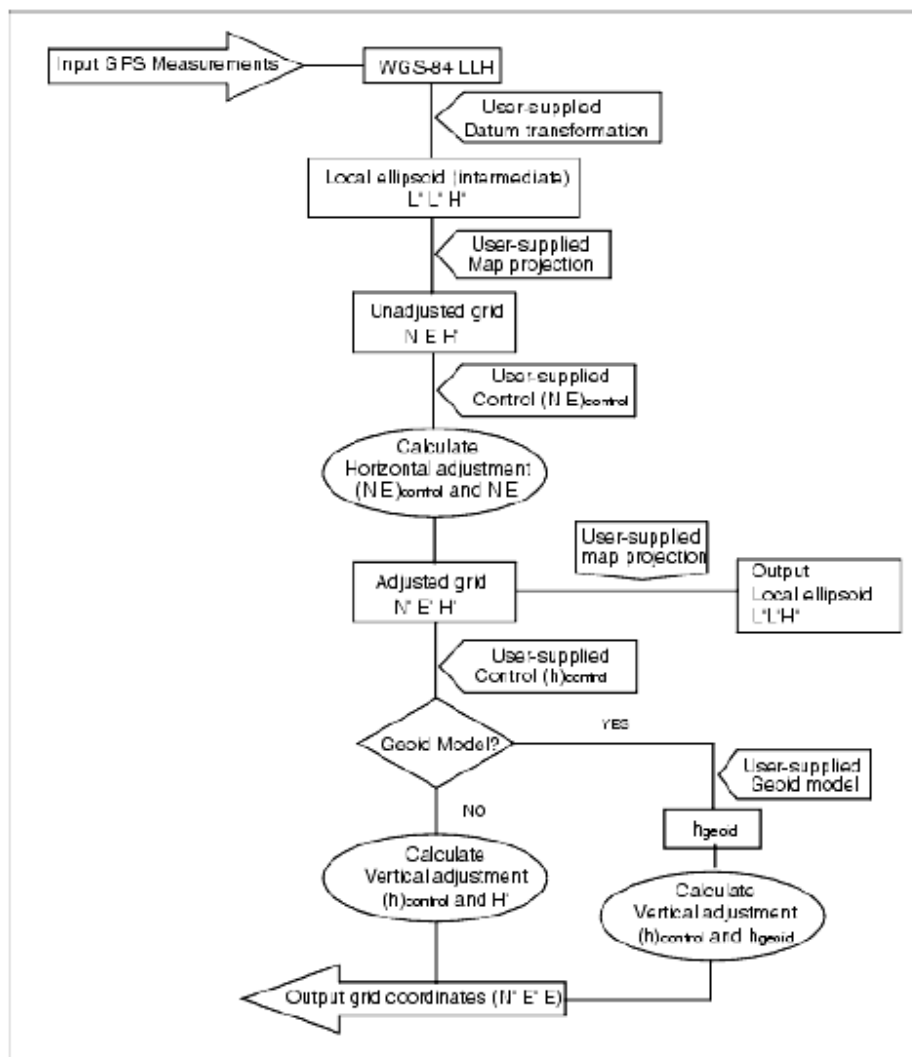 Input GPS Measurements
WGS-84 LLH
User-supplied
Datum transformation
Local ellipsoid (intermediate)
L' L' H'
User-supplied
Map projection
Unadjusted grid
N E H'
User-supplied
Control (N E)control
Calculate
Horizontal adjustment
(N E)control and N E
User-supplied
map projection
Adjusted grid
N' E' H'
Output
Local ellipsoid
L'L'H'
User-supplied
Control (h)control
Geoid Model?
YES
User-supplied
Geoid model
NO
hgeoid
Calculate
Vertical adjustment
(h)control and H'
Calculate
Vertical adjustment
(h)control and hgeoid
Output grid coordinates (N' E' E)